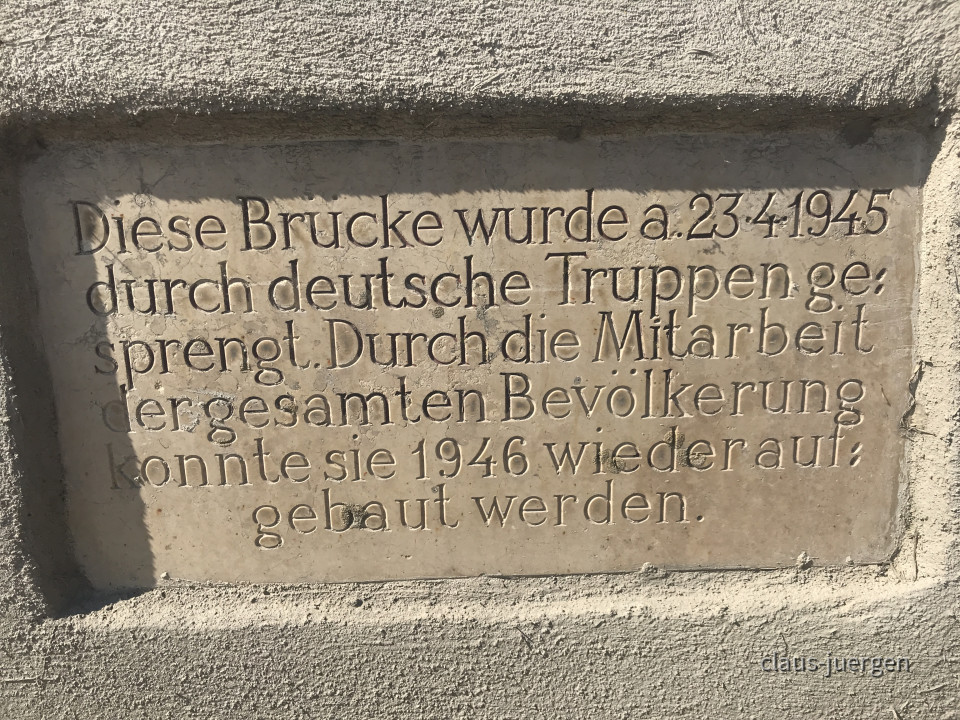 Diese Brücke wurde a. 23.4.1945
durch deutsche Truppen ge=
sprengt. Durch die Mitarbeit
der gesamten Bevölkerung
konnte sie 1946 wieder auf=
gebaut werden.
claus-juergen